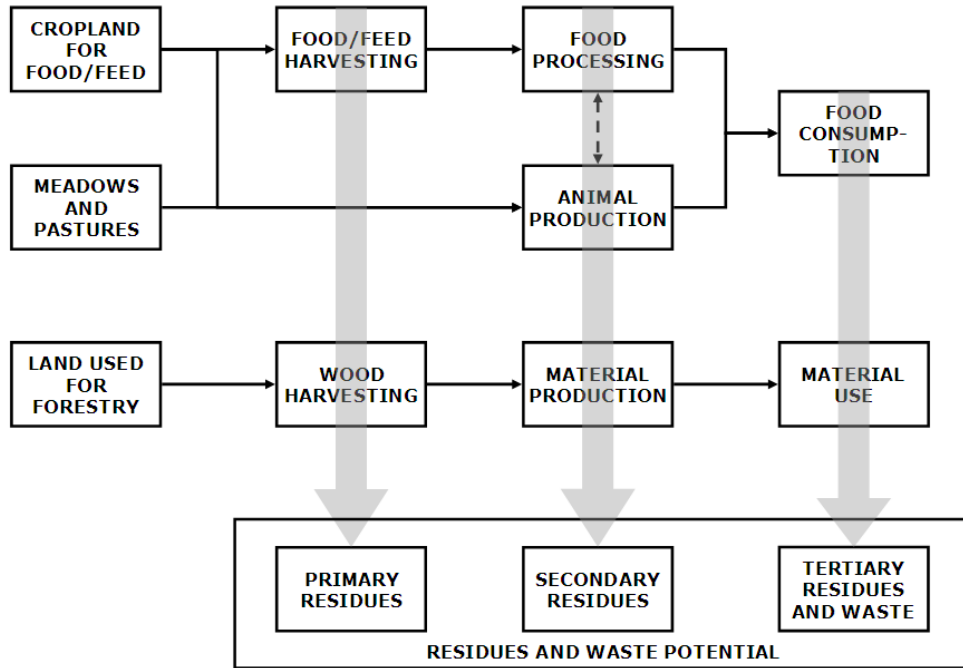 CROPLAND
FOR
FOOD/FEED
FOOD/FEED
HARVESTING
FOOD
PROCESSING
FOOD
CONSUMP-
TION
MEADOWS
AND
PASTURES
ANIMAL
PRODUCTION
LAND USED
FOR
FORESTRY
WOOD
HARVESTING
MATERIAL
PRODUCTION
MATERIAL
USE
PRIMARY
RESIDUES
SECONDARY
RESIDUES
TERTIARY
RESIDUES
AND WASTE
RESIDUES AND WASTE POTENTIAL